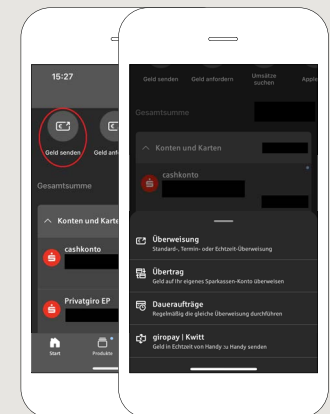 15:27
Geld senden
Geld anf
Gesamtsumme
Konten und Karte
cashkonto
Privatgiro EP
Start
Produkte
Geld senden
Geld anfordern
Umsätze
suchen
Apple
Gesamtsumme
Konten und Karten
cashkonto
Überweisung
Standard-, Termin- oder Echtzeit-Überweisung
Übertrag
Geld auf Ihr eigenes Sparkassen-Konto überweisen
Daueraufträge
Regelmäßig die gleiche Überweisung durchführen
giropay | Kwitt
Geld in Echtzeit von Handy zu Handy senden